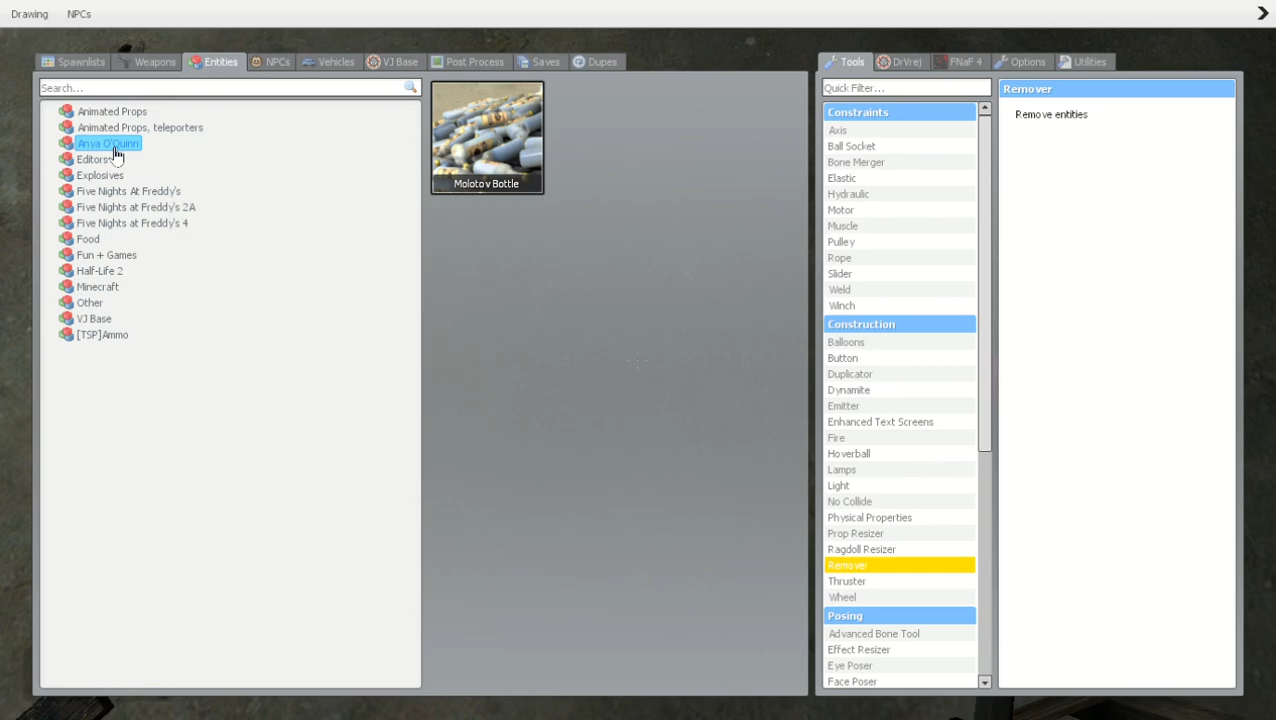 Drawing NPCs
Spawnlists Weapons Entities NPCs Vehicles VJ Base Post Process Saves Dupes
Search...
Animated Props
Animated Props, teleporters
Anya O'Quinn
Editors
Explosives
Five Nights At Freddy's
Five Nights at Freddy's 2A
Five Nights at Freddy's 4
Food
Fun + Games
Half-Life 2
Minecraft
Other
VJ Base
[TSP]Ammo
Molotov Bottle
Tools DrVrej FNaF 4 Options Utilities
Quick Filter...
Constraints
Axis
Ball Socket
Bone Merger
Elastic
Hydraulic
Motor
Muscle
Pulley
Rope
Slider
Weld
Winch
Construction
Balloons
Button
Duplicator
Dynamite
Emitter
Enhanced Text Screens
Fire
Hoverball
Lamps
Light
No Collide
Physical Properties
Prop Resizer
Ragdoll Resizer
Remover
Thruster
Wheel
Posing
Advanced Bone Tool
Effect Resizer
Eye Poser
Face Poser
Remover
Remove entities